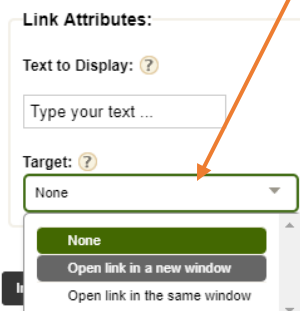 Link Attributes:
Text to Display: ?
Type your text ...
Target: ?
None
None
Open link in a new window
Open link in the same window